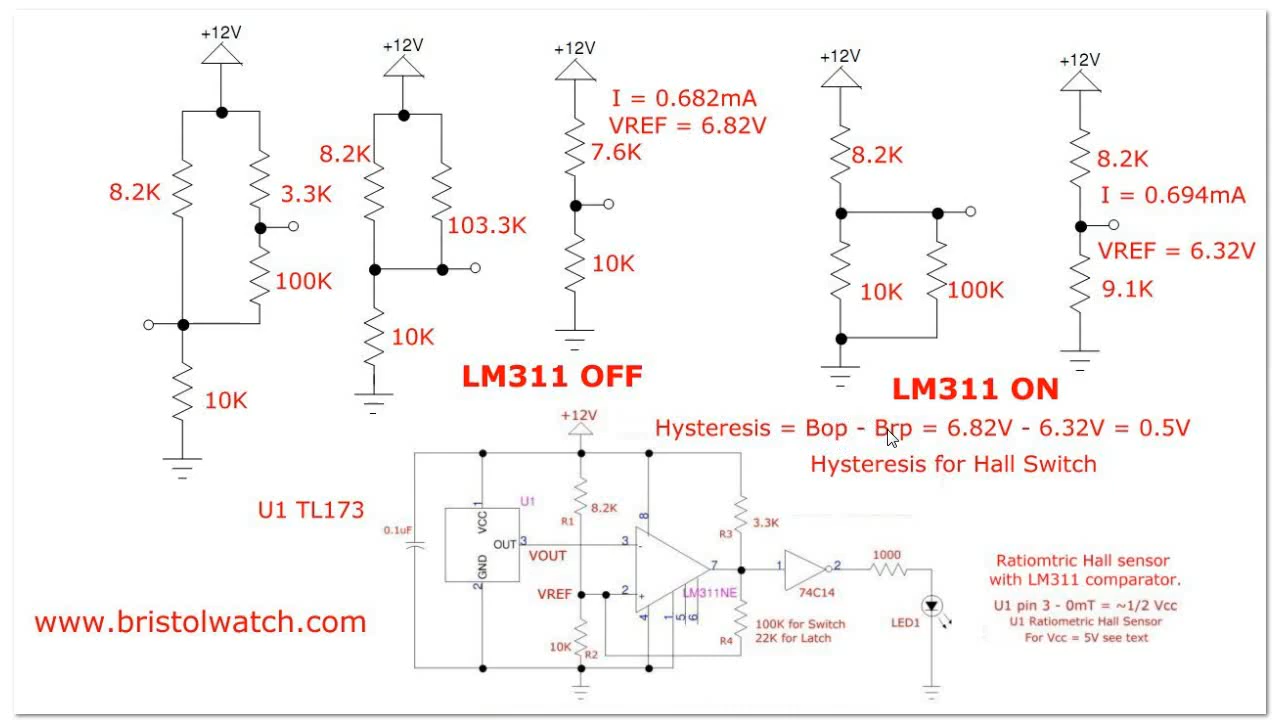 +12V
8.2K
3.3K
100K
10K
+12V
8.2K
103.3K
10K
+12V
I = 0.682mA
VREF = 6.82V
7.6K
10K
LM311 OFF
+12V
8.2K
10K
100K
+12V
8.2K
I = 0.694mA
VREF = 6.32V
9.1K
LM311 ON
Hysteresis = Bop - Brp = 6.82V - 6.32V = 0.5V
Hysteresis for Hall Switch
+12V
U1 TL173
0.1uF
U1
1
VCC
OUT
3
GND
2
VOUT
VREF
8.2K
R1
10K
R2
8
3
-
2
+
7
LM311NE
4
1
5
6
3.3K
R3
R4
100K for Switch
22K for Latch
1
2
74C14
1000
LED1
Ratiomtric Hall sensor
with LM311 comparator.
U1 pin 3 - 0mT = ~1/2 Vcc
U1 Ratiometric Hall Sensor
For Vcc = 5V see text
www.bristolwatch.com